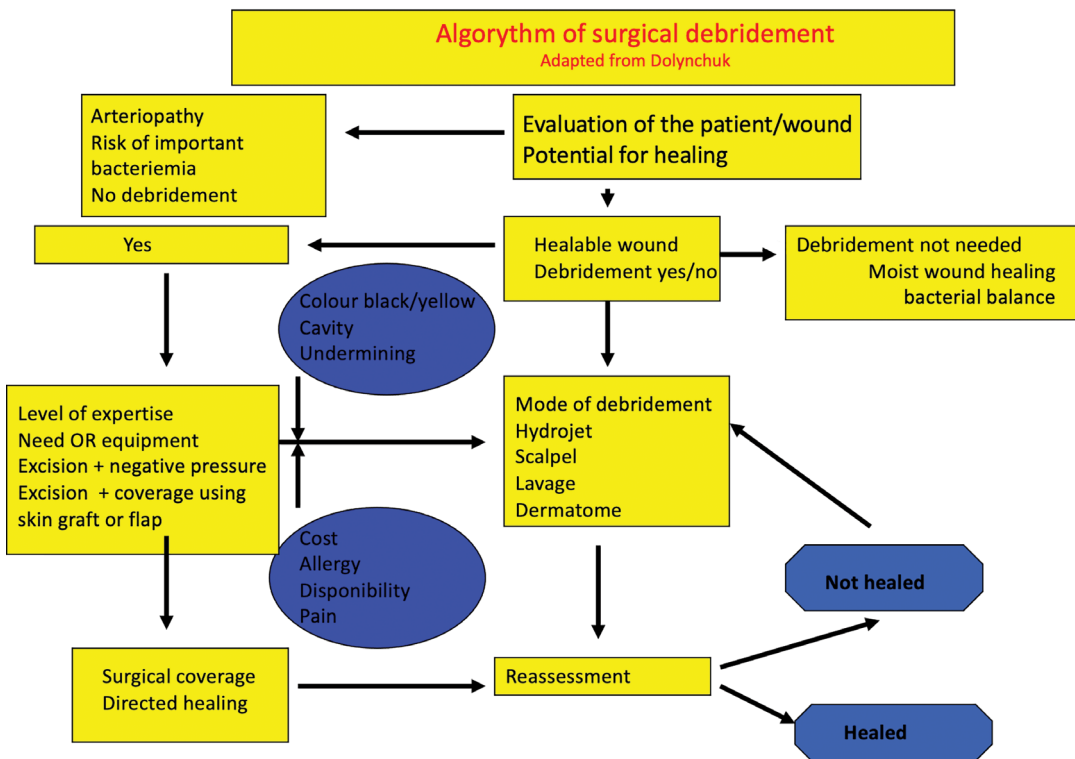 Algorythm of surgical debridement
Adapted from Dolynchuk
Arteriopathy
Risk of important
bacteriemia
No debridement
Evaluation of the patient/wound
Potential for healing
Yes
Healable wound
Debridement yes/no
Debridement not needed
Moist wound healing
bacterial balance
Colour black/yellow
Cavity
Undermining
Level of expertise
Need OR equipment
Excision + negative pressure
Excision + coverage using
skin graft or flap
Mode of debridement
Hydrojet
Scalpel
Lavage
Dermatome
Cost
Allergy
Disponibility
Pain
Not healed
Surgical coverage
Directed healing
Reassessment
Healed